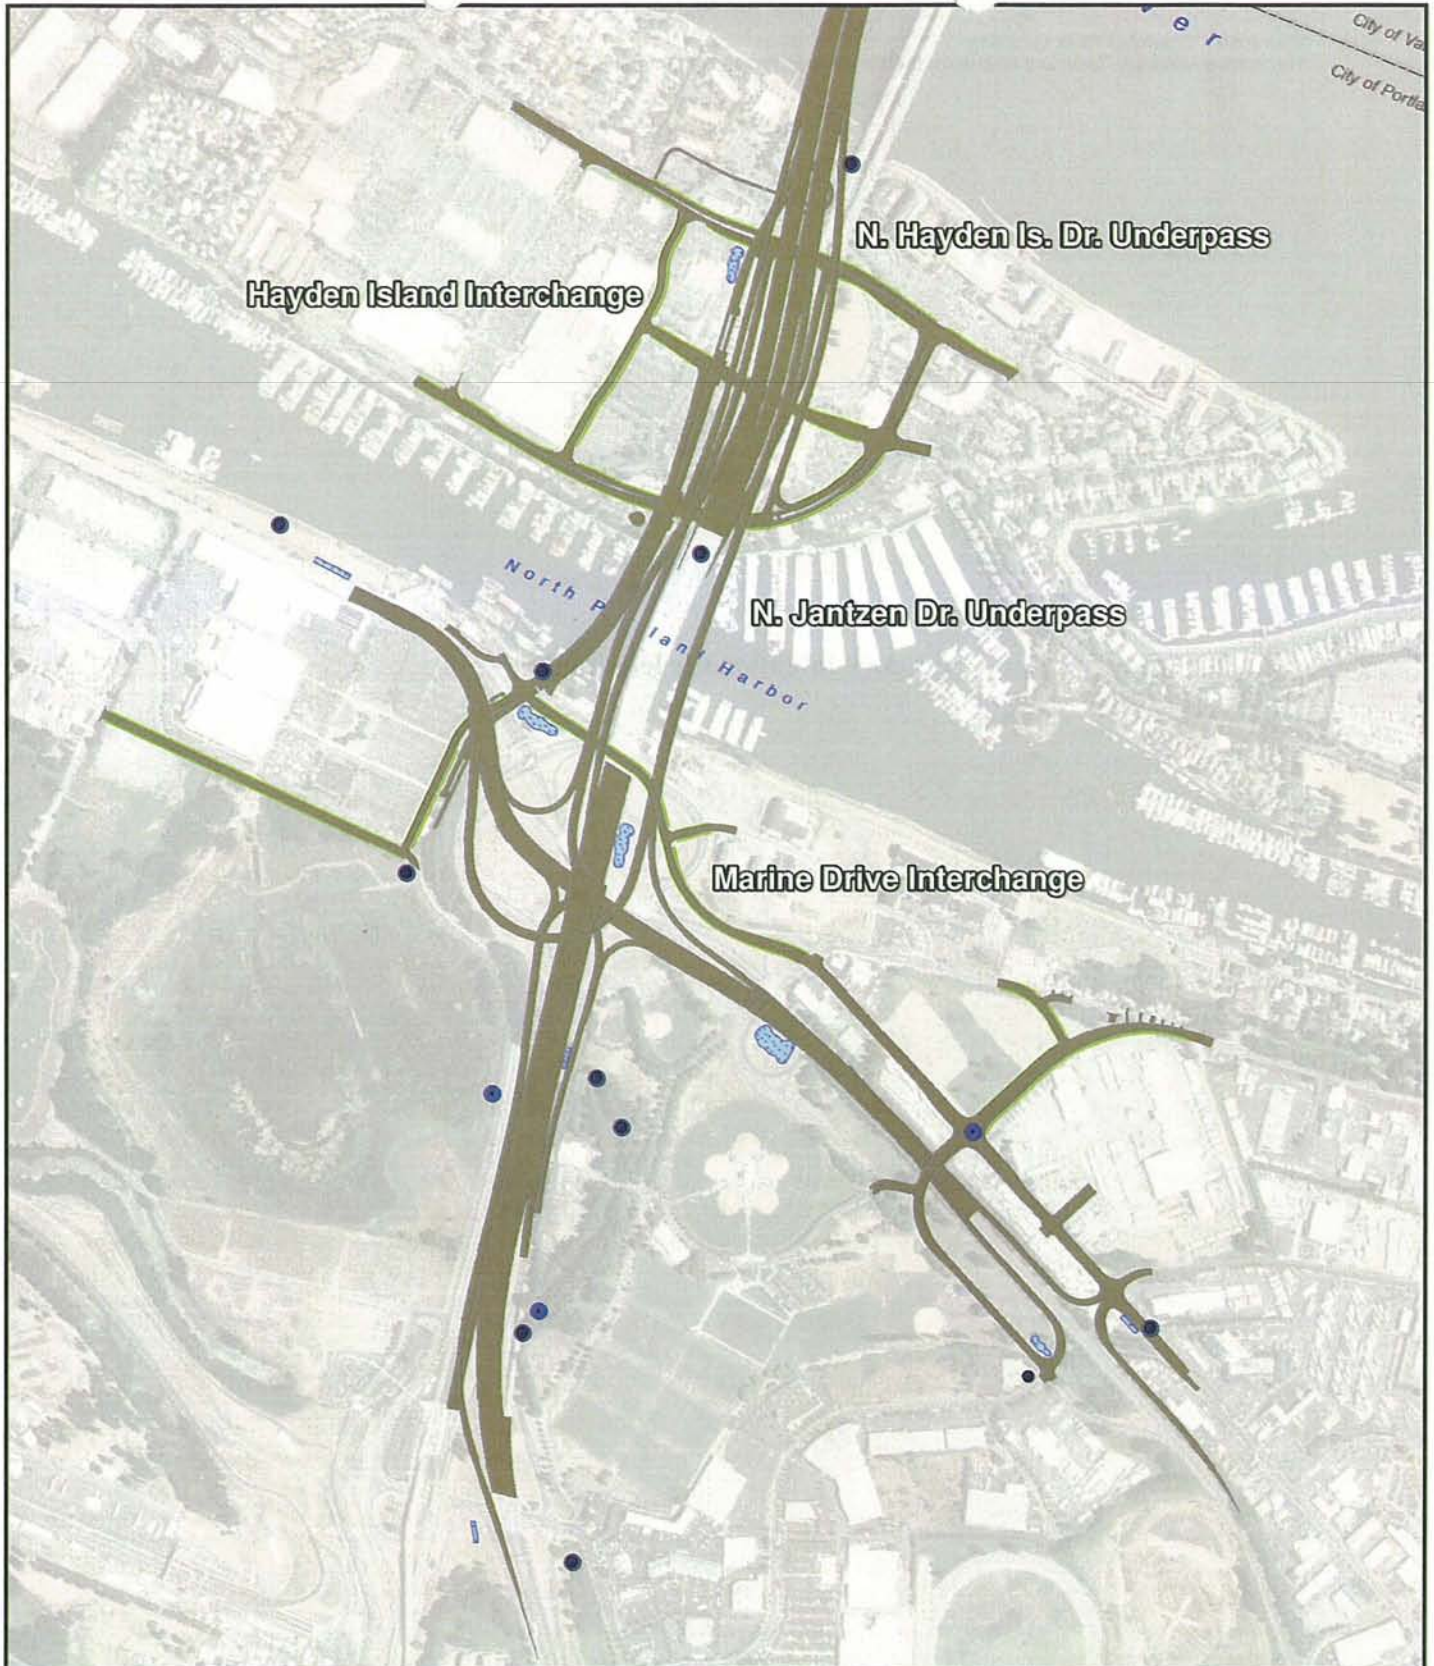 v e r
City of Va
City of Portla
N. Hayden Is. Dr. Underpass
Hayden Island Interchange
North P
land Harbor
N. Jantzen Dr. Underpass
Marine Drive Interchange